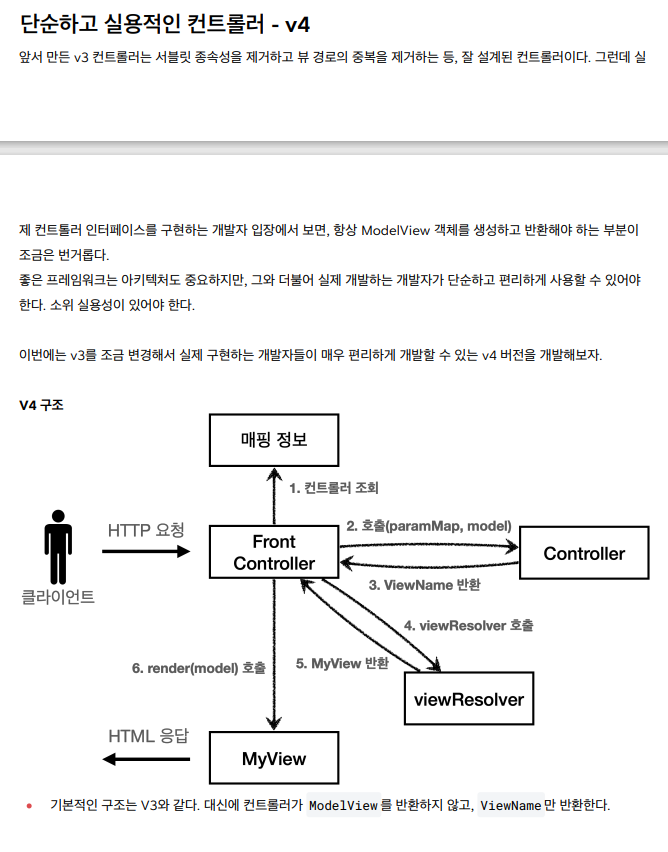 단순하고 실용적인 컨트롤러 - v4
앞서 만든 v3 컨트롤러는 서블릿 종속성을 제거하고 뷰 경로의 중복을 제거하는 등, 잘 설계된 컨트롤러이다. 그런데 실
제 컨톨러 인터페이스를 구현하는 개발자 입장에서 보면, 항상 ModelView 객체를 생성하고 반환해야 하는 부분이
조금은 번거롭다.
좋은 프레임워크는 아키텍처도 중요하지만, 그와 더불어 실제 개발하는 개발자가 단순하고 편리하게 사용할 수 있어야
한다. 소위 실용성이 있어야 한다.
이번에는 v3를 조금 변경해서 실제 구현하는 개발자들이 매우 편리하게 개발할 수 있는 v4 버전을 개발해보자.
V4 구조
매핑 정보
1. 컨트롤러 조회
HTTP 요청
Front
Controller
2. 호출(paramMap, model)
Controller
3. ViewName 반환
클라이언트
4. viewResolver 호출
5. MyView 반환
6. render(model) 호출
viewResolver
HTML 응답
MyView
기본적인 구조는 V3와 같다. 대신에 컨트롤러가 ModelView 를 반환하지 않고, ViewName 만 반환한다.